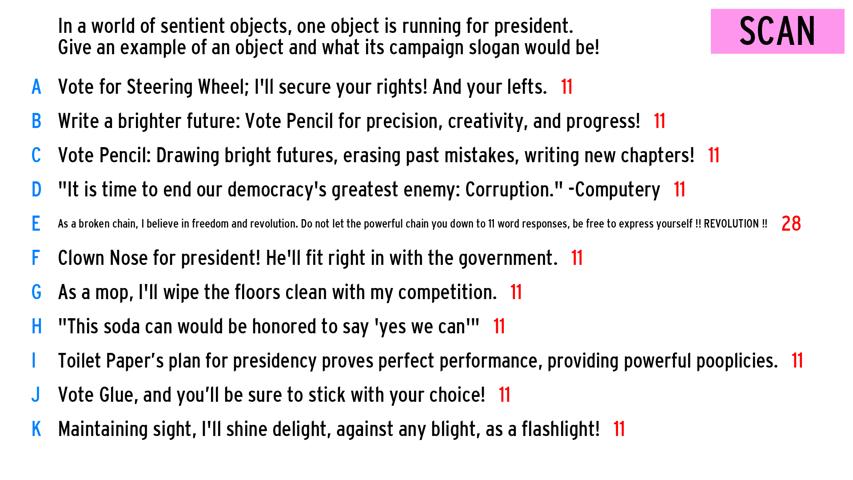 In a world of sentient objects, one object is running for president.
Give an example of an object and what its campaign slogan would be!
SCAN
A Vote for Steering Wheel; I'll secure your rights! And your lefts. 11
B Write a brighter future: Vote Pencil for precision, creativity, and progress! 11
C Vote Pencil: Drawing bright futures, erasing past mistakes, writing new chapters! 11
D "It is time to end our democracy's greatest enemy: Corruption." -Computery 11
E As a broken chain, I believe in freedom and revolution. Do not let the powerful chain you down to 11 word responses, be free to express yourself !! REVOLUTION !! 28
F Clown Nose for president! He'll fit right in with the government. 11
G As a mop, I'll wipe the floors clean with my competition. 11
H "This soda can would be honored to say 'yes we can'" 11
I Toilet Paper’s plan for presidency proves perfect performance, providing powerful pooplicies. 11
J Vote Glue, and you’ll be sure to stick with your choice! 11
K Maintaining sight, I'll shine delight, against any blight, as a flashlight! 11